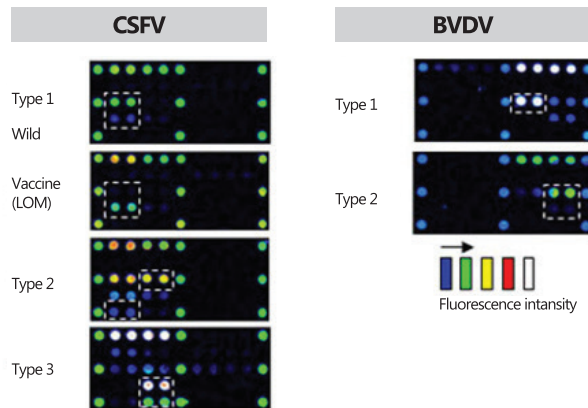 CSFV
Type 1
Wild
Vaccine
(LOM)
Type 2
Type 3
BVDV
Type 1
Type 2
Fluorescence intansity